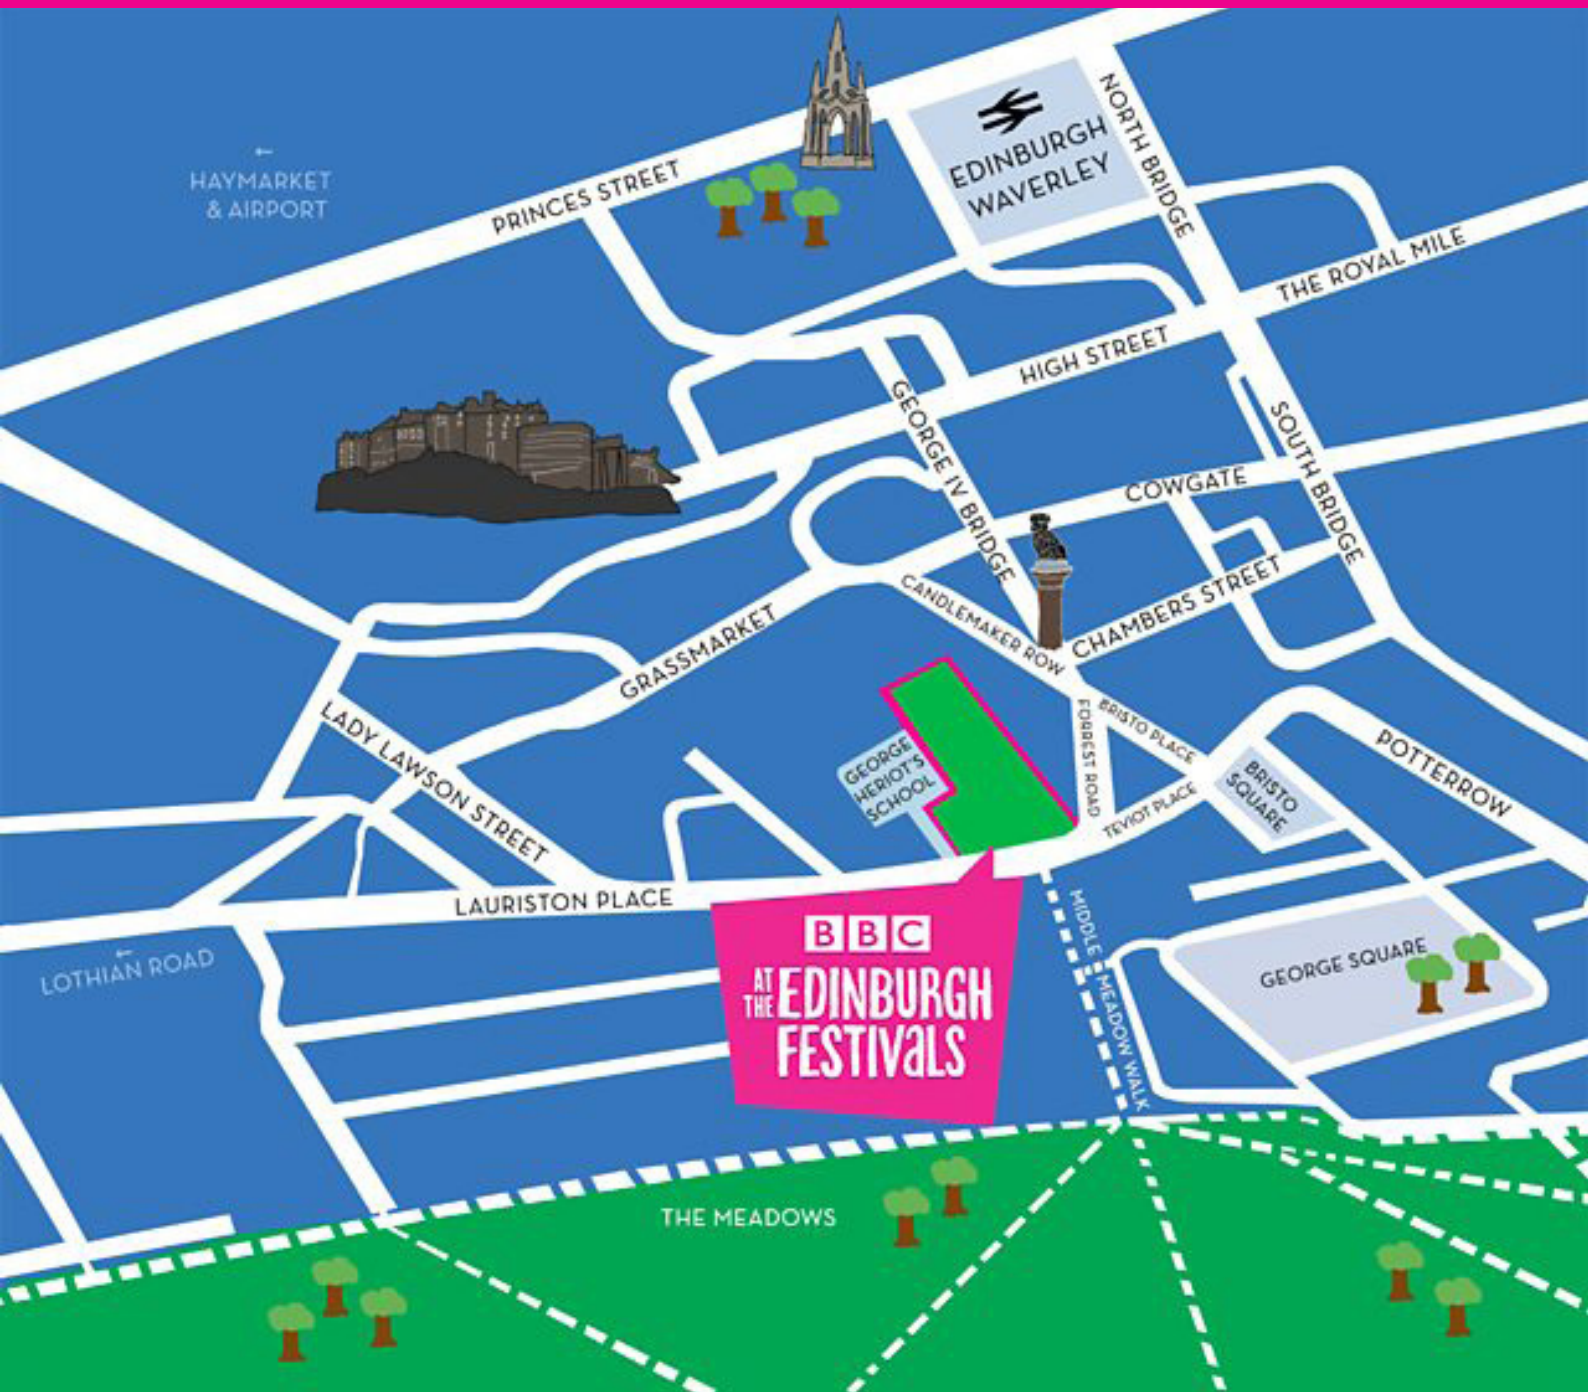 NORTH BRIDGE
EDINBURGH
WAVERLEY
←
HAYMARKET
& AIRPORT
PRINCES STREET
THE ROYAL MILE
HIGH STREET
GEORGE IV BRIDGE
SOUTH BRIDGE
COWGATE
CHAMBERS STREET
CANDLEMAKER ROW
GRASSMARKET
LADY LAWSON STREET
FORREST ROAD
BRISTO PLACE
POTTERROW
GEORGE
HERIOT'S
SCHOOL
BRISTO
SQUARE
TEVIOT PLACE
LAURISTON PLACE
←
LOTHIAN ROAD
BBC
AT
THE
EDINBURGH
FESTIVaLS
MIDDLE MEADOW WALK
GEORGE SQUARE
THE MEADOWS